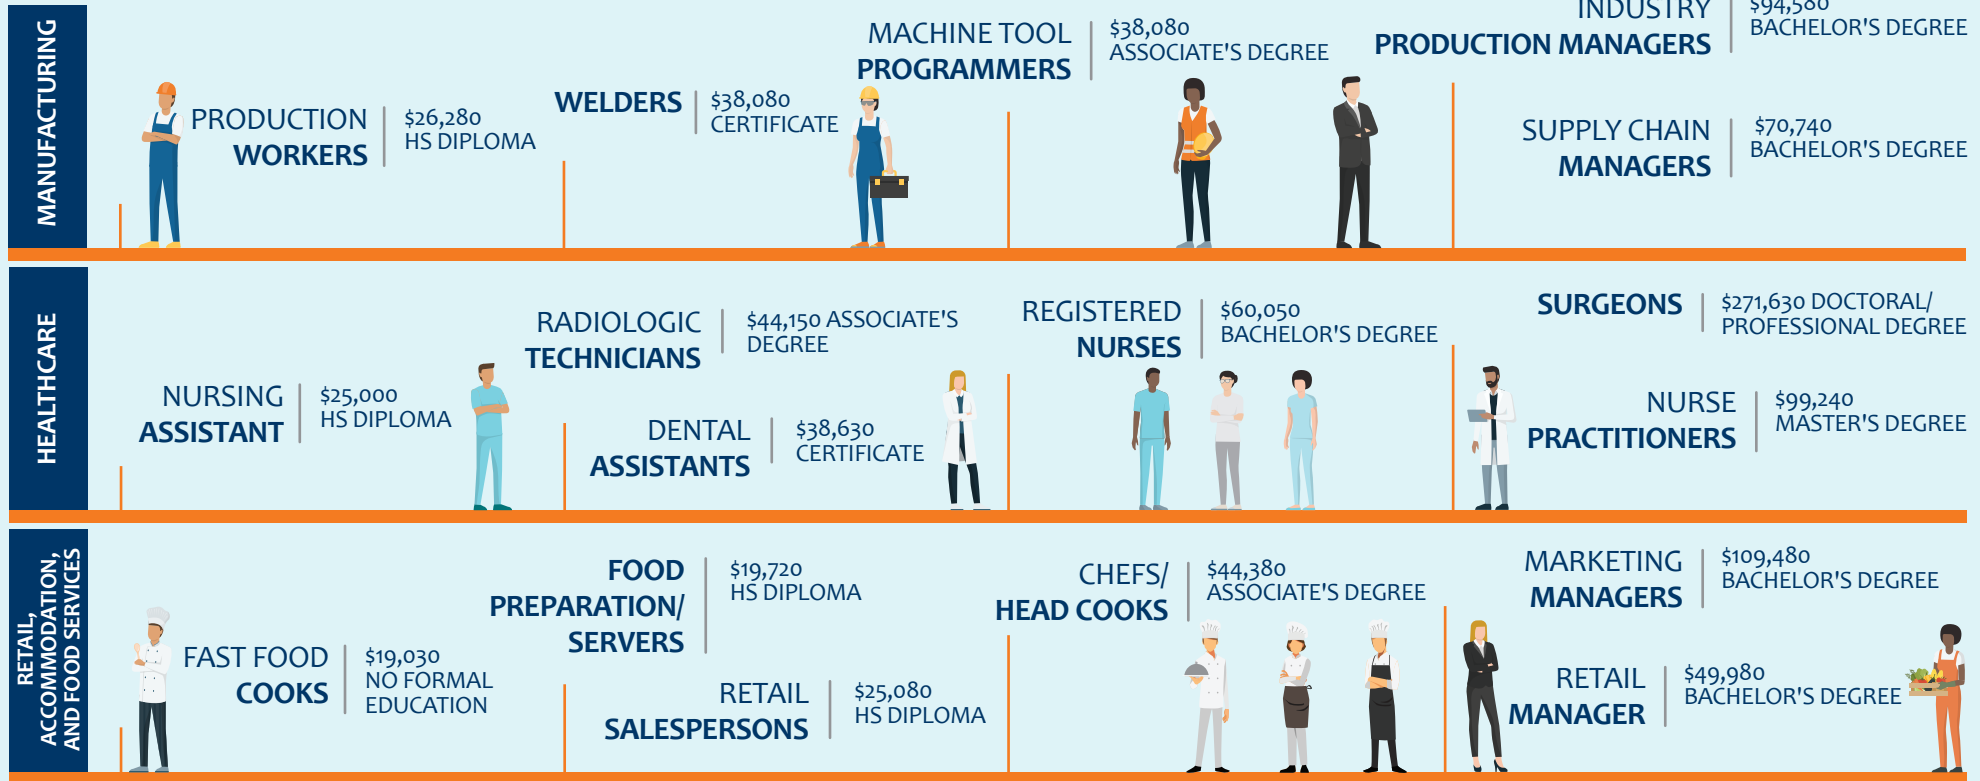 MANUFACTURING
PRODUCTION
WORKERS
$26,280
HS DIPLOMA
WELDERS
$38,080
CERTIFICATE
MACHINE TOOL
PROGRAMMERS
$38,080
ASSOCIATE'S DEGREE
INDUSTRY
PRODUCTION MANAGERS
$94,580
BACHELOR'S DEGREE
SUPPLY CHAIN
MANAGERS
$70,740
BACHELOR'S DEGREE
HEALTHCARE
NURSING
ASSISTANT
$25,000
HS DIPLOMA
RADIOLOGIC
TECHNICIANS
$44,150 ASSOCIATE'S
DEGREE
DENTAL
ASSISTANTS
$38,630
CERTIFICATE
REGISTERED
NURSES
$60,050
BACHELOR'S DEGREE
SURGEONS
$271,630 DOCTORAL/
PROFESSIONAL DEGREE
NURSE
PRACTITIONERS
$99,240
MASTER'S DEGREE
RETAIL,
ACCOMODATION,
AND FOOD SERVICES
FAST FOOD
COOKS
$19,030
NO FORMAL
EDUCATION
FOOD
PREPARATION/
SERVERS
$19,720
HS DIPLOMA
RETAIL
SALESPERSONS
$25,080
HS DIPLOMA
CHEFS/
HEAD COOKS
$44,380
ASSOCIATE'S DEGREE
MARKETING
MANAGERS
$109,480
BACHELOR'S DEGREE
RETAIL
MANAGER
$49,980
BACHELOR'S DEGREE